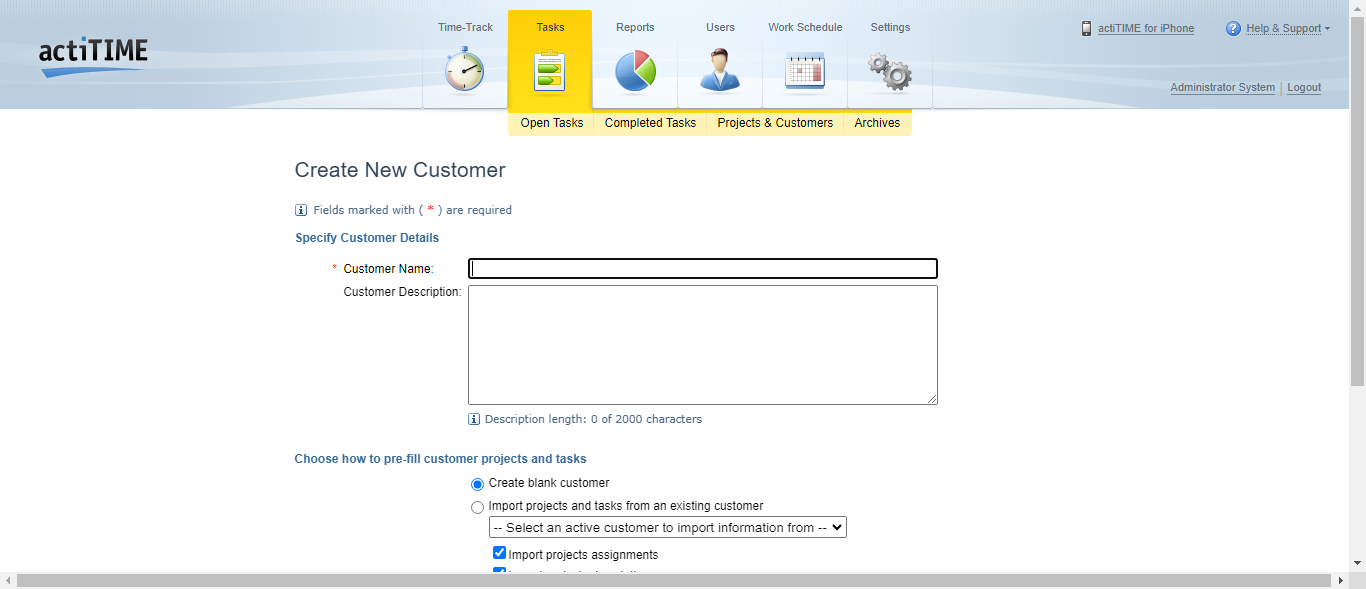 actiTIME
Time-Track Tasks Reports Users Work Schedule Settings
actiTIME for iPhone ? Help & Support
Administrator System | Logout
Open Tasks Completed Tasks Projects & Customers Archives
Create New Customer
i Fields marked with ( * ) are required
Specify Customer Details
* Customer Name:
Customer Description:
i Description length: 0 of 2000 characters
Choose how to pre-fill customer projects and tasks
Create blank customer
Import projects and tasks from an existing customer
-- Select an active customer to import information from --
Import projects assignments